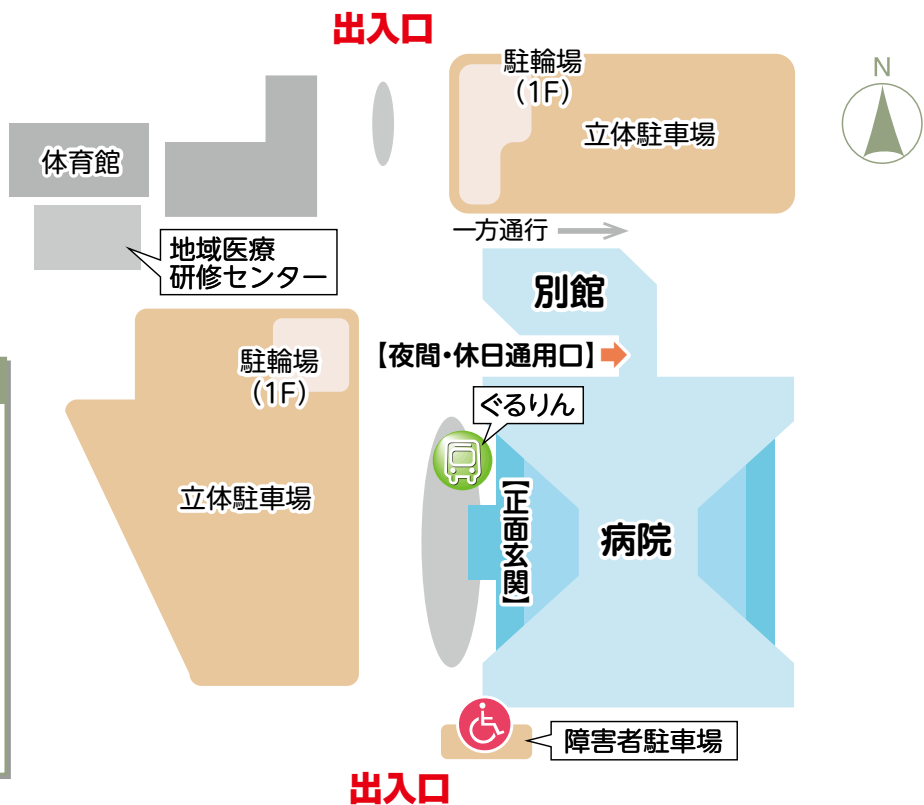 出入口
駐輪場
(1F)
立体駐車場
N
体育館
一方通行
地域医療
研修センター
別館
【夜間・休日通用口】
駐輪場
(1F)
ぐるりん
立体駐車場
【正面玄関】
病院
障害者駐車場
出入口